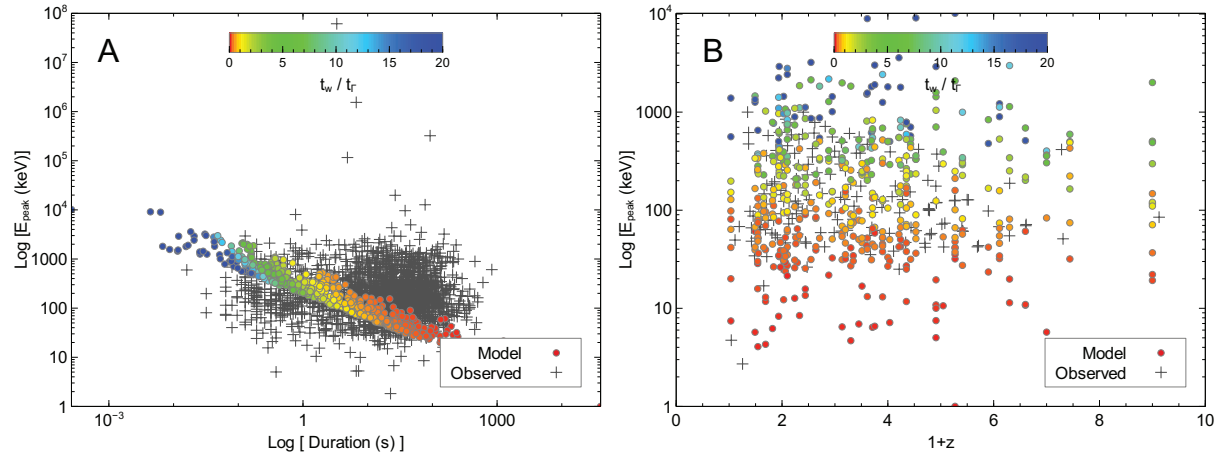 A
0 5 10 15 20
t_w / t_Γ
10^8
10^7
10^6
10^5
10^4
1000
100
10
1
Log [E_peak (keV)]
Model
Observed
10^-3 1 1000
Log [ Duration (s) ]
B
0 5 10 15 20
t_w / t_Γ
10^4
1000
100
10
1
Log [E_peak (keV)]
Model
Observed
0 2 4 6 8 10
1+z